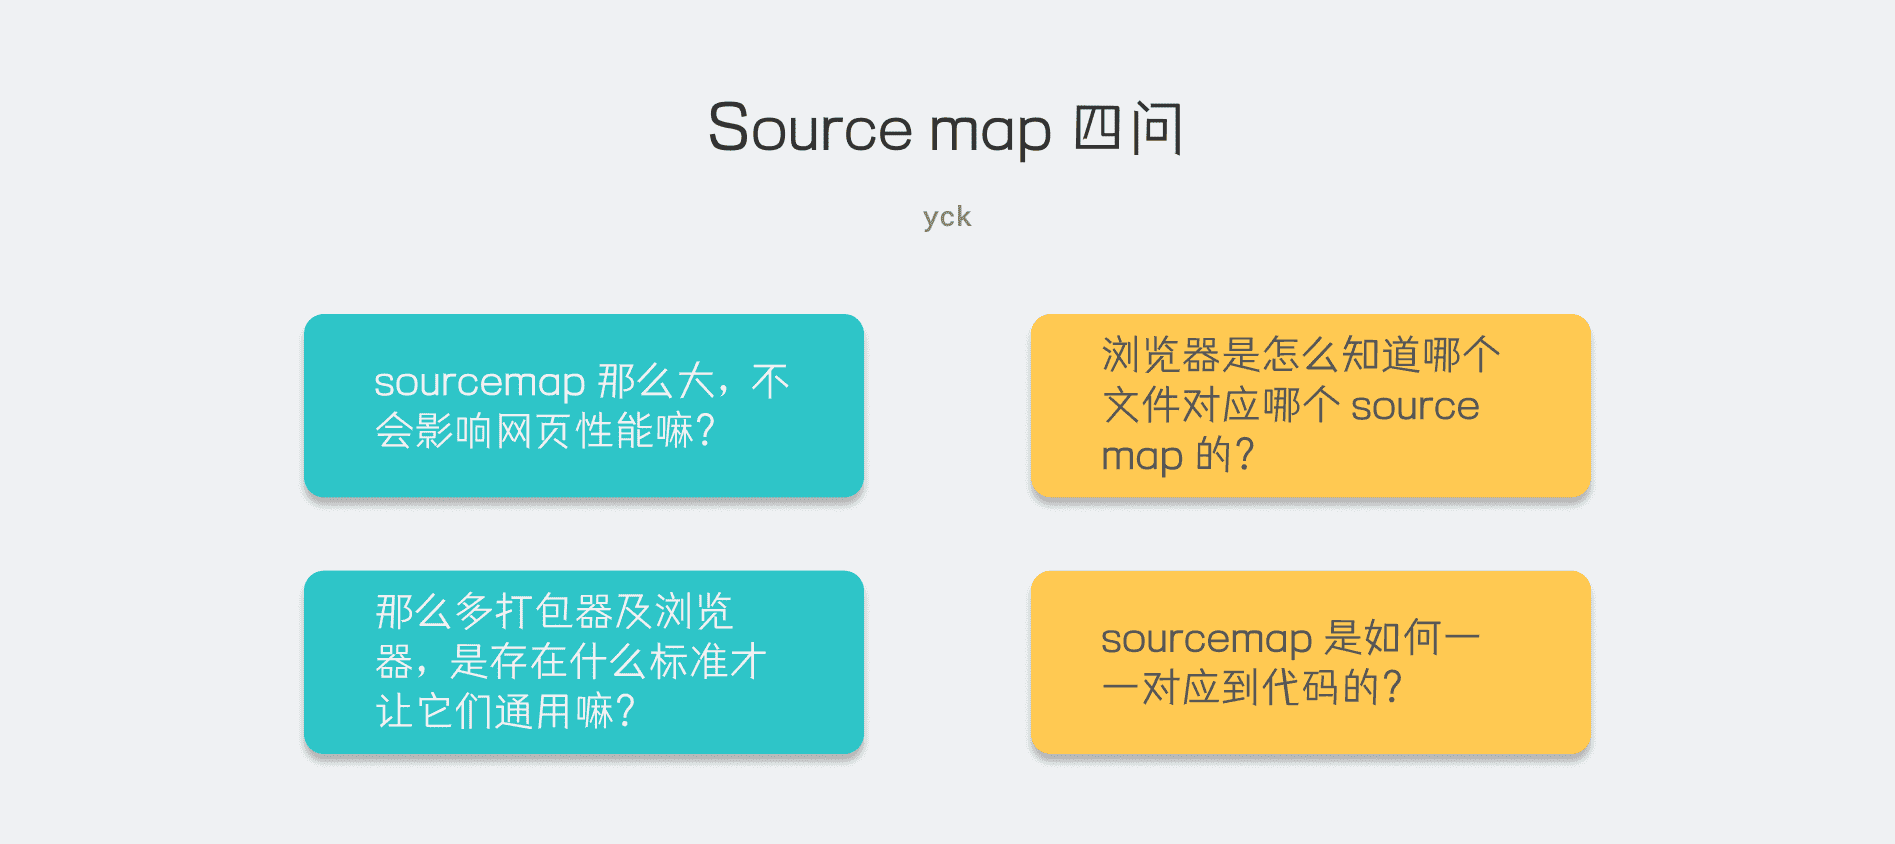 Source map 四问
yck
sourcemap 那么大，不
会影响网页性能嘛？
浏览器是怎么知道哪个
文件对应哪个 source
map 的？
那么多打包器及浏览
器，是存在什么标准才
让它们通用嘛？
sourcemap 是如何一
一对应到代码的？